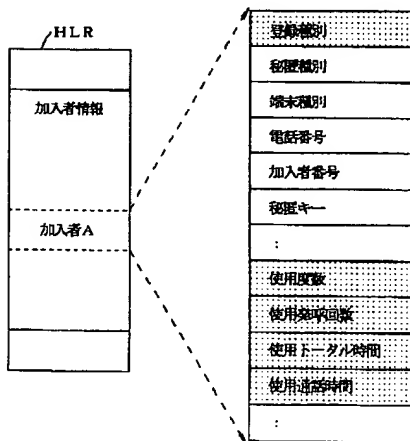 HLR
加入者情報
加入者A
登録種別
秘匿種別
端末種別
電話番号
加入者番号
秘匿キー
:
使用度数
使用発呼回数
使用トータル時間
使用通話時間
: